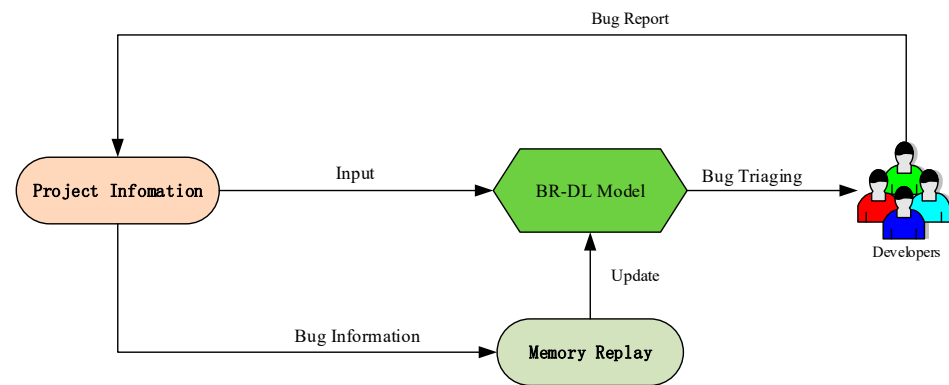 Bug Report
Project Infomation
Input
BR-DL Model
Bug Triaging
Developers
Update
Bug Information
Memory Replay